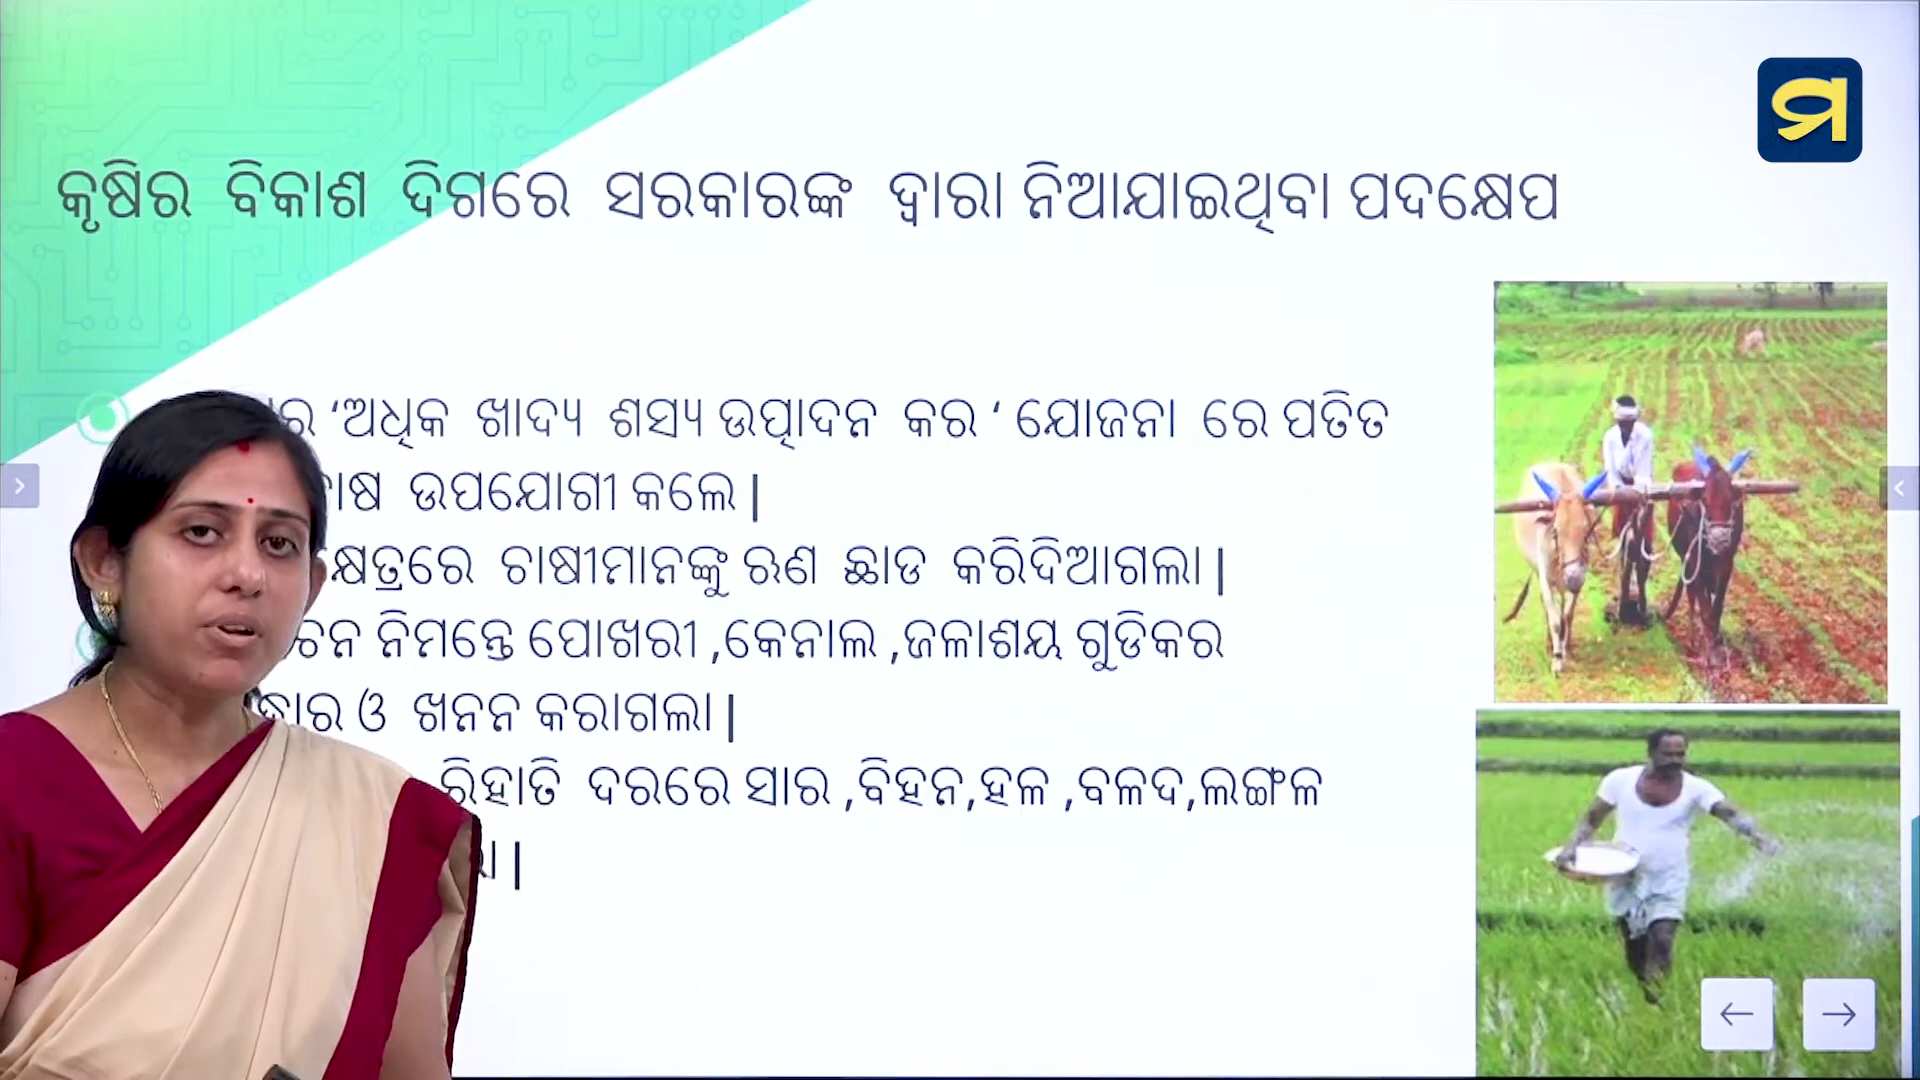 ମ
କୃଷିର ବିକାଶ ଦିଗରେ ସରକାରଙ୍କ ଦ୍ୱାରା ନିଆଯାଇଥିବା ପଦକ୍ଷେପ
‘ଅଧିକ ଖାଦ୍ୟ ଶସ୍ୟ ଉତ୍ପାଦନ କର ‘ ଯୋଜନା ରେ ପତିତ
ଉପଯୋଗୀ କଲେ |
ଚାଷୀମାନଙ୍କୁ ଋଣ ଛାଡ କରିଦିଆଗଲା |
ନିମନ୍ତେ ପୋଖରୀ ,କେନାଲ ,ଜଳାଶୟ ଗୁଡିକର
ଓ ଖନନ କରାଗଲା |
ରିହାତି ଦରରେ ସାର ,ବିହନ,ହଳ ,ବଳଦ,ଲଙ୍ଗଳ